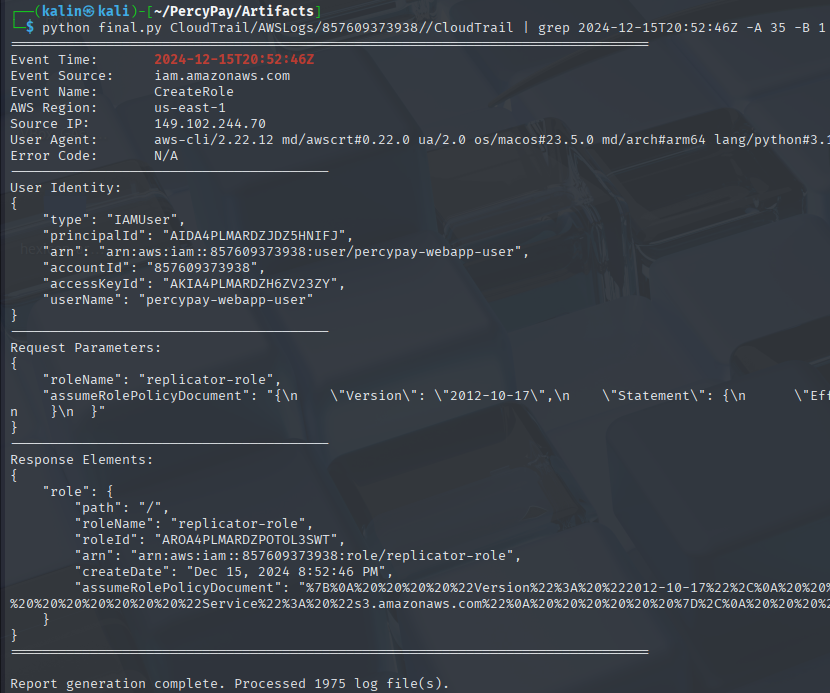 ┌──(kalin㉿kali)-[~/PercyPay/Artifacts]
└─$ python final.py CloudTrail/AWSLogs/857609373938//CloudTrail | grep 2024-12-15T20:52:46Z -A 35 -B 1
================================================================================
Event Time: 2024-12-15T20:52:46Z
Event Source: iam.amazonaws.com
Event Name: CreateRole
AWS Region: us-east-1
Source IP: 149.102.244.70
User Agent: aws-cli/2.22.12 md/awscrt#0.22.0 ua/2.0 os/macos#23.5.0 md/arch#arm64 lang/python#3.1
Error Code: N/A
----------------------------------------
User Identity:
{
    "type": "IAMUser",
    "principalId": "AIDA4PLMARDZJDZ5HNIFJ",
    "arn": "arn:aws:iam::857609373938:user/percypay-webapp-user",
    "accountId": "857609373938",
    "accessKeyId": "AKIA4PLMARDZH6ZV23ZY",
    "userName": "percypay-webapp-user"
}
----------------------------------------
Request Parameters:
{
    "roleName": "replicator-role",
    "assumeRolePolicyDocument": "{\n    \"Version\": \"2012-10-17\",\n    \"Statement\": {\n      \"Eff
n    }\n  }"
}
----------------------------------------
Response Elements:
{
    "role": {
        "path": "/",
        "roleName": "replicator-role",
        "roleId": "AROA4PLMARDZPOTOL3SWT",
        "arn": "arn:aws:iam::857609373938:role/replicator-role",
        "createDate": "Dec 15, 2024 8:52:46 PM",
        "assumeRolePolicyDocument": "%7B%0A%20%20%20%20%22Version%22%3A%20%222012-10-17%22%2C%0A%20%20%
%20%20%20%20%20%20%20%22Service%22%3A%20%22s3.amazonaws.com%22%0A%20%20%20%20%20%20%7D%2C%0A%20%20%20%2
    }
}
================================================================================
Report generation complete. Processed 1975 log file(s).